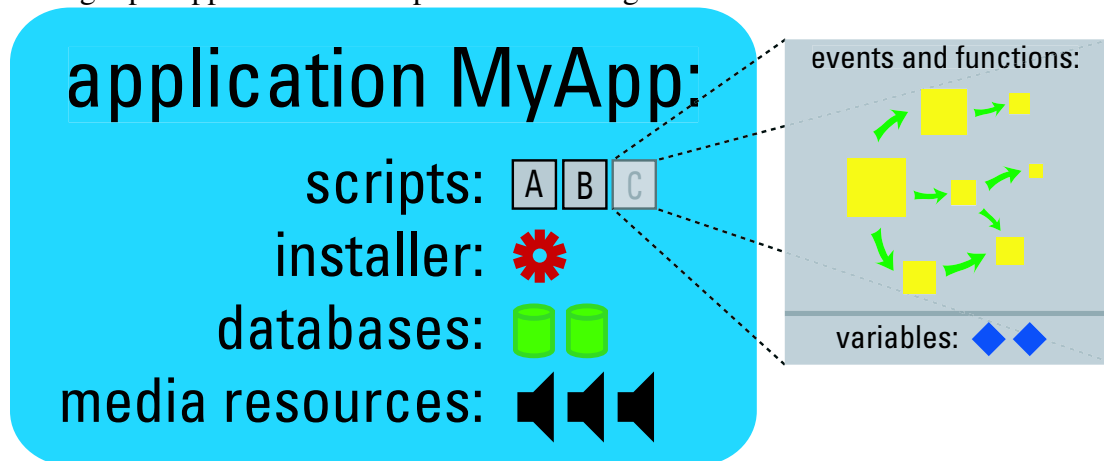 application MyApp:
scripts: A B C
installer:
databases:
media resources:
events and functions:
variables: